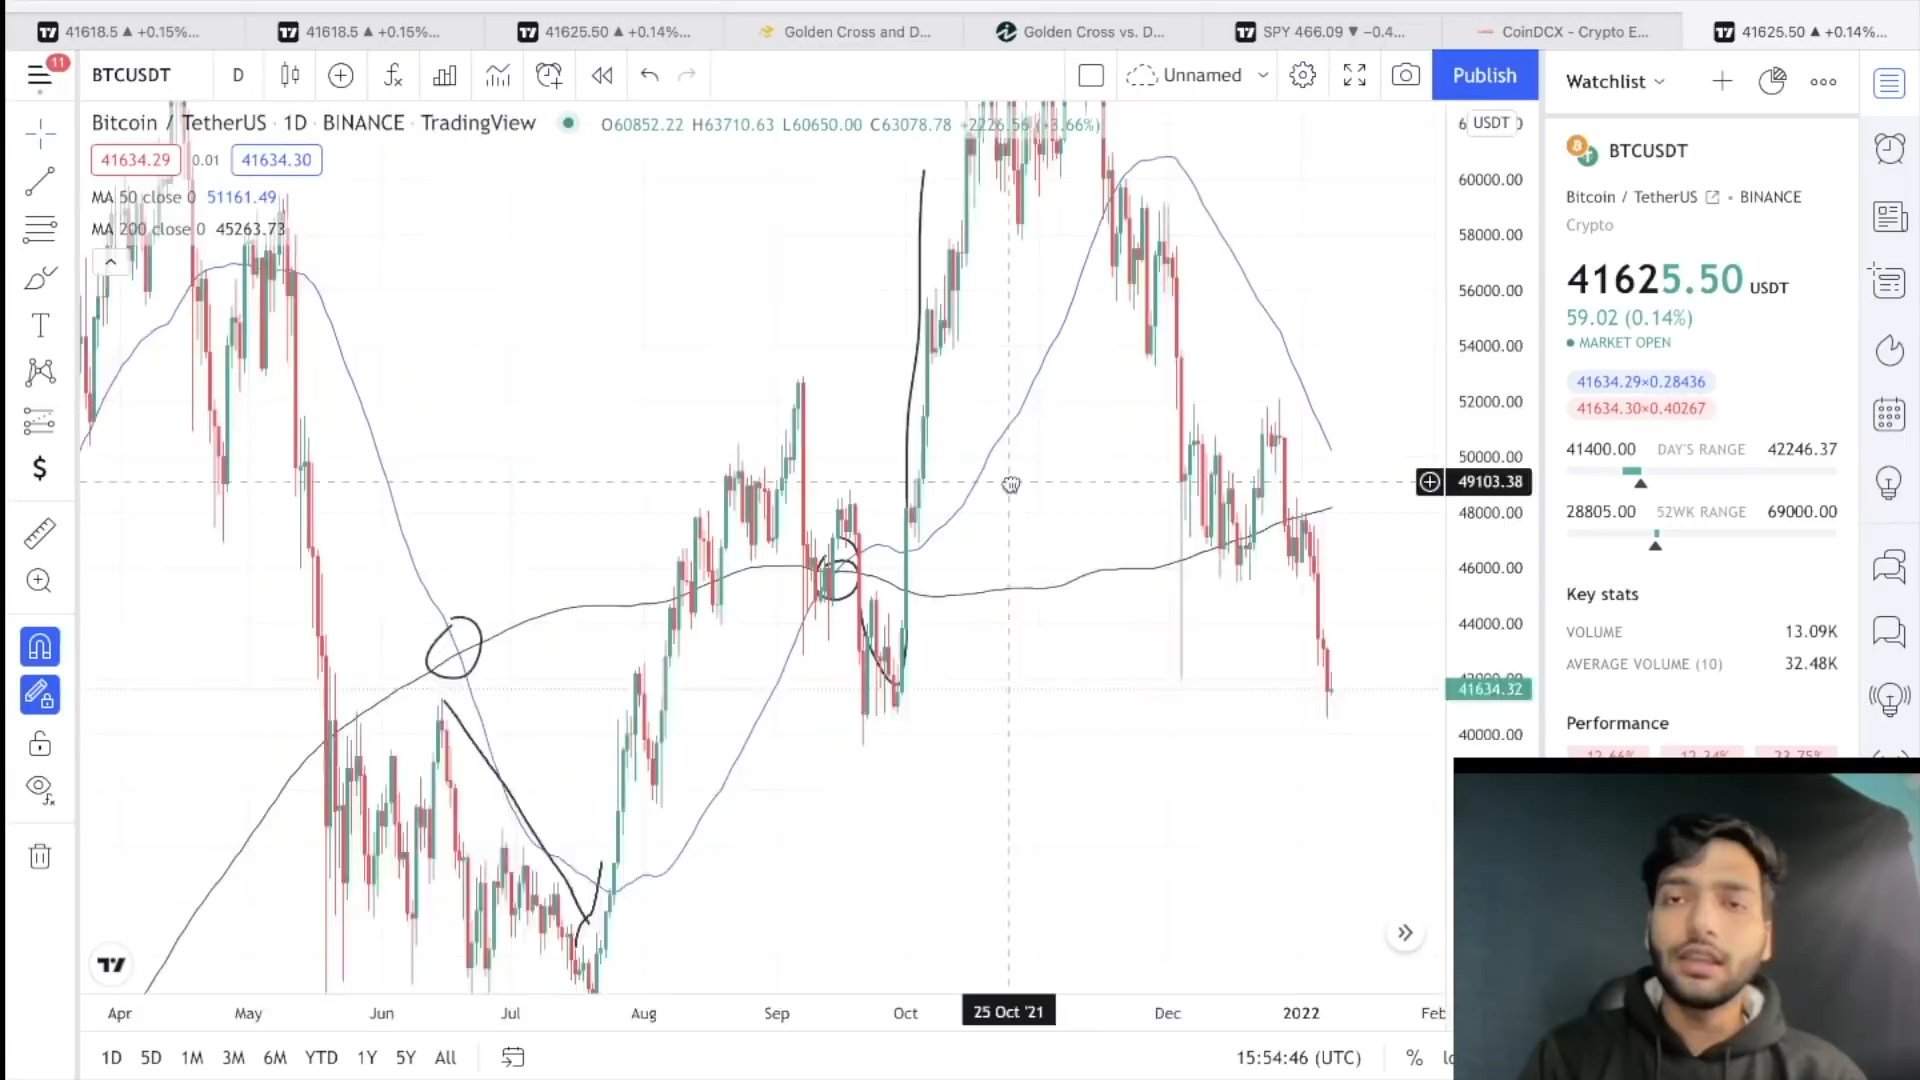 41618.5 ▲ +0.15%...
41618.5 ▲ +0.15%...
41625.50 ▲ +0.14%...
Golden Cross and D...
Golden Cross vs. D...
SPY 466.09 ▼ −0.4...
CoinDCX - Crypto E...
41625.50 ▲ +0.14%...
11
BTCUSDT
D
Unnamed
Publish
Watchlist
Bitcoin / TetherUS · 1D · BINANCE · TradingView
O60852.22 H63710.63 L60650.00 C63078.78 +2226.56 (+3.66%)
USDT
41634.29
0.01
41634.30
MA 50 close 0 51161.49
MA 200 close 0 45263.73
60000.00
58000.00
56000.00
54000.00
52000.00
50000.00
49103.38
48000.00
46000.00
44000.00
41634.32
40000.00
BTCUSDT
Bitcoin / TetherUS • BINANCE
Crypto
41625.50 USDT
59.02 (0.14%)
MARKET OPEN
41634.29×0.28436
41634.30×0.40267
41400.00 DAY'S RANGE 42246.37
28805.00 52WK RANGE 69000.00
Key stats
VOLUME 13.09K
AVERAGE VOLUME (10) 32.48K
Performance
Apr May Jun Jul Aug Sep Oct 25 Oct '21 Dec 2022 Feb
1D 5D 1M 3M 6M YTD 1Y 5Y All
15:54:46 (UTC) %